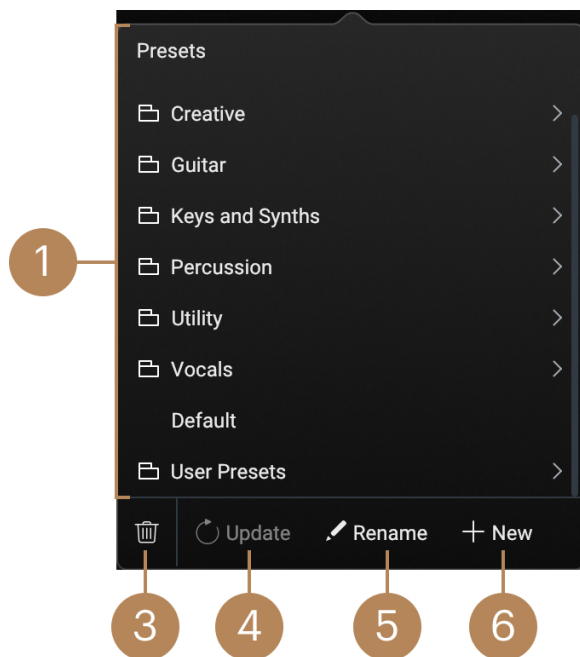 Presets
Creative
Guitar
Keys and Synths
1
Percussion
Utility
Vocals
Default
User Presets
Update Rename + New
3 4 5 6